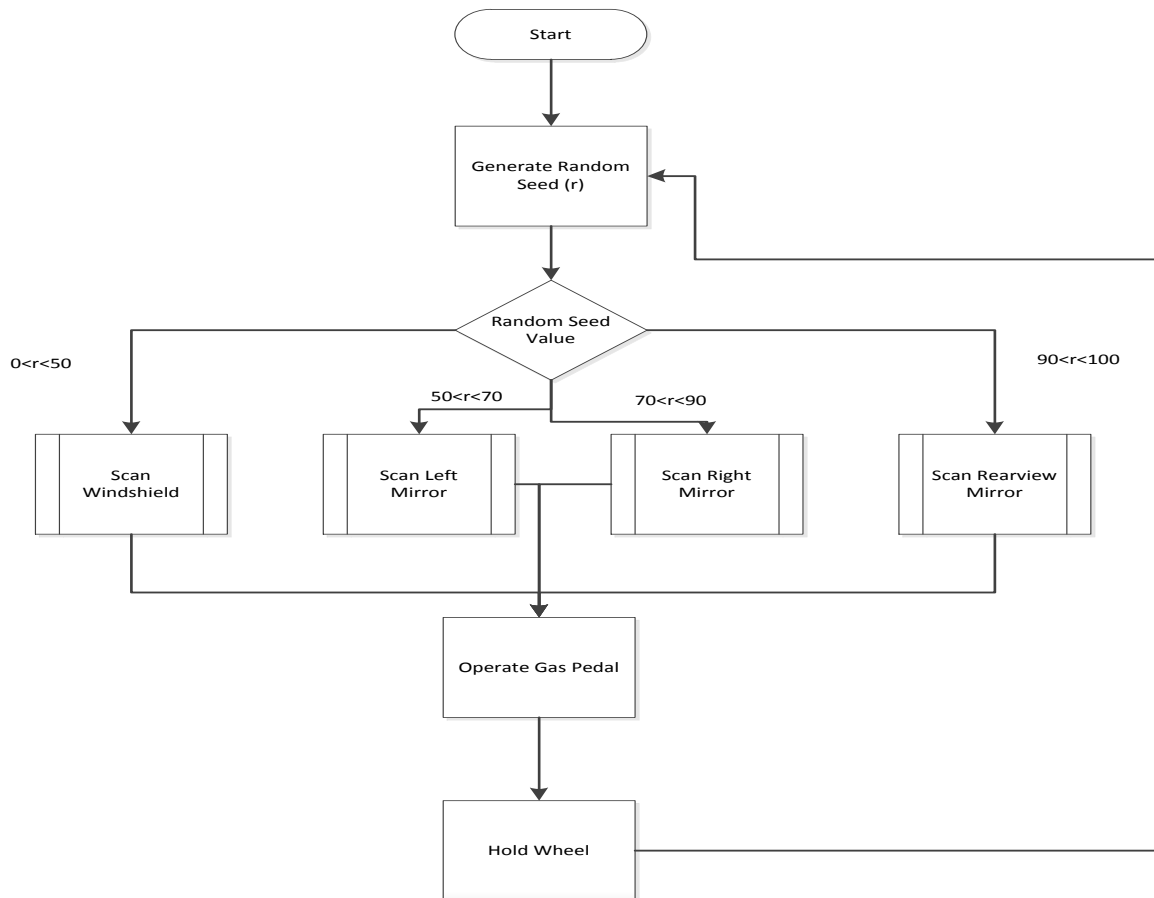 Start
Generate Random
Seed (r)
Random Seed
Value
0<r<50
90<r<100
50<r<70
70<r<90
Scan
Windshield
Scan Left
Mirror
Scan Right
Mirror
Scan Rearview
Mirror
Operate Gas Pedal
Hold Wheel